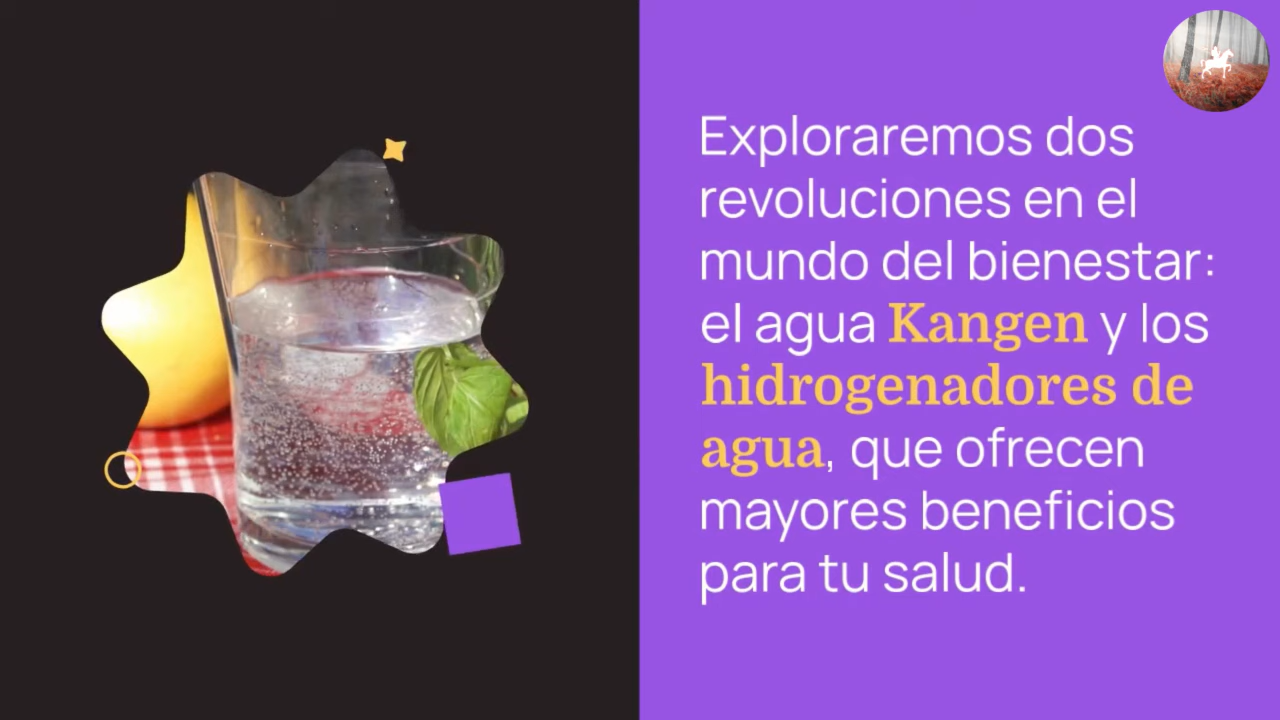 Exploraremos dos
revoluciones en el
mundo del bienestar:
el agua Kangen y los
hidrogenadores de
agua, que ofrecen
mayores beneficios
para tu salud.